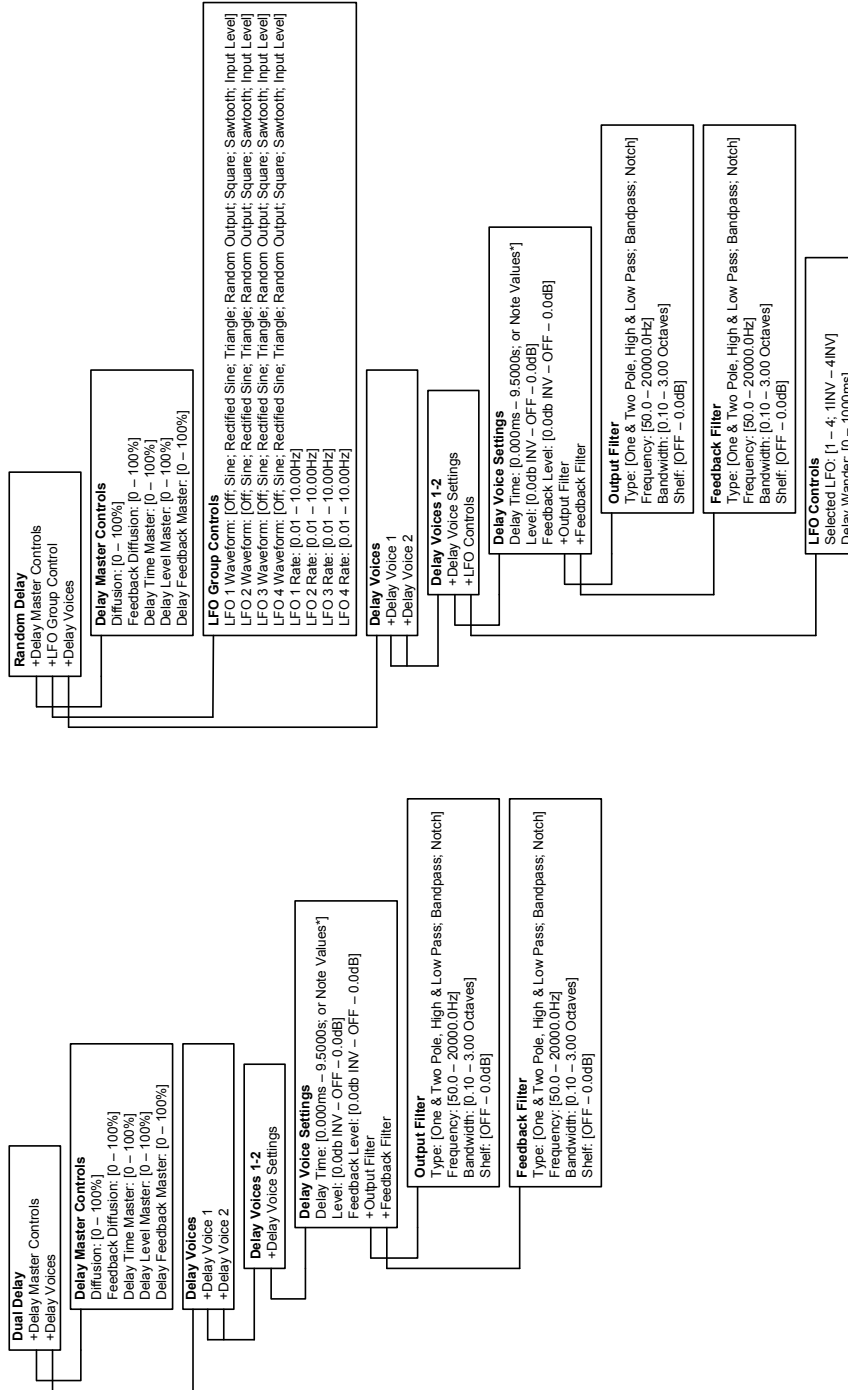 Dual Delay
+Delay Master Controls
+Delay Voices
Delay Master Controls
Diffusion: [0 – 100%]
Feedback Diffusion: [0 – 100%]
Delay Time Master: [0 – 100%]
Delay Level Master: [0 – 100%]
Delay Feedback Master: [0 – 100%]
Delay Voices
+Delay Voice 1
+Delay Voice 2
Delay Voices 1-2
+Delay Voice Settings
Delay Voice Settings
Delay Time: [0.000ms – 9.5000s; or Note Values*]
Level: [0.0db INV – OFF – 0.0dB]
Feedback Level: [0.0db INV – OFF – 0.0dB]
+Output Filter
+Feedback Filter
Output Filter
Type: [One & Two Pole, High & Low Pass; Bandpass; Notch]
Frequency: [50.0 – 20000.0Hz]
Bandwidth: [0.10 – 3.00 Octaves]
Shelf: [OFF – 0.0dB]
Feedback Filter
Type: [One & Two Pole, High & Low Pass; Bandpass; Notch]
Frequency: [50.0 – 20000.0Hz]
Bandwidth: [0.10 – 3.00 Octaves]
Shelf: [OFF – 0.0dB]
Random Delay
+Delay Master Controls
+LFO Group Control
+Delay Voices
Delay Master Controls
Diffusion: [0 – 100%]
Feedback Diffusion: [0 – 100%]
Delay Time Master: [0 – 100%]
Delay Level Master: [0 – 100%]
Delay Feedback Master: [0 – 100%]
LFO Group Controls
LFO 1 Waveform: [Off; Sine; Rectified Sine; Triangle; Random Output; Square; Sawtooth; Input Level]
LFO 2 Waveform: [Off; Sine; Rectified Sine; Triangle; Random Output; Square; Sawtooth; Input Level]
LFO 3 Waveform: [Off; Sine; Rectified Sine; Triangle; Random Output; Square; Sawtooth; Input Level]
LFO 4 Waveform: [Off; Sine; Rectified Sine; Triangle; Random Output; Square; Sawtooth; Input Level]
LFO 1 Rate: [0.01 – 10.00Hz]
LFO 2 Rate: [0.01 – 10.00Hz]
LFO 3 Rate: [0.01 – 10.00Hz]
LFO 4 Rate: [0.01 – 10.00Hz]
Delay Voices
+Delay Voice 1
+Delay Voice 2
Delay Voices 1-2
+Delay Voice Settings
+LFO Controls
Delay Voice Settings
Delay Time: [0.000ms – 9.5000s; or Note Values*]
Level: [0.0db INV – OFF – 0.0dB]
Feedback Level: [0.0db INV – OFF – 0.0dB]
+Output Filter
+Feedback Filter
Output Filter
Type: [One & Two Pole, High & Low Pass; Bandpass; Notch]
Frequency: [50.0 – 20000.0Hz]
Bandwidth: [0.10 – 3.00 Octaves]
Shelf: [OFF – 0.0dB]
Feedback Filter
Type: [One & Two Pole, High & Low Pass; Bandpass; Notch]
Frequency: [50.0 – 20000.0Hz]
Bandwidth: [0.10 – 3.00 Octaves]
Shelf: [OFF – 0.0dB]
LFO Controls
Selected LFO: [1 – 4; 1INV – 4INV]
Delay Wander: [0 – 1000ms]